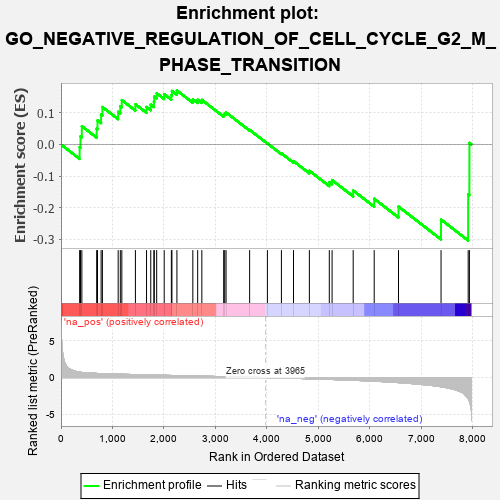 Enrichment plot:
GO_NEGATIVE_REGULATION_OF_CELL_CYCLE_G2_M_
PHASE_TRANSITION
Enrichment score (ES)
0.1
0.0
-0.1
-0.2
-0.3
'na_pos' (positively correlated)
Ranked list metric (PreRanked)
5
0
-5
Zero cross at 3965
'na_neg' (negatively correlated)
0
1,000
2,000
3,000
4,000
5,000
6,000
7,000
8,000
Rank in Ordered Dataset
Enrichment profile
Hits
Ranking metric scores